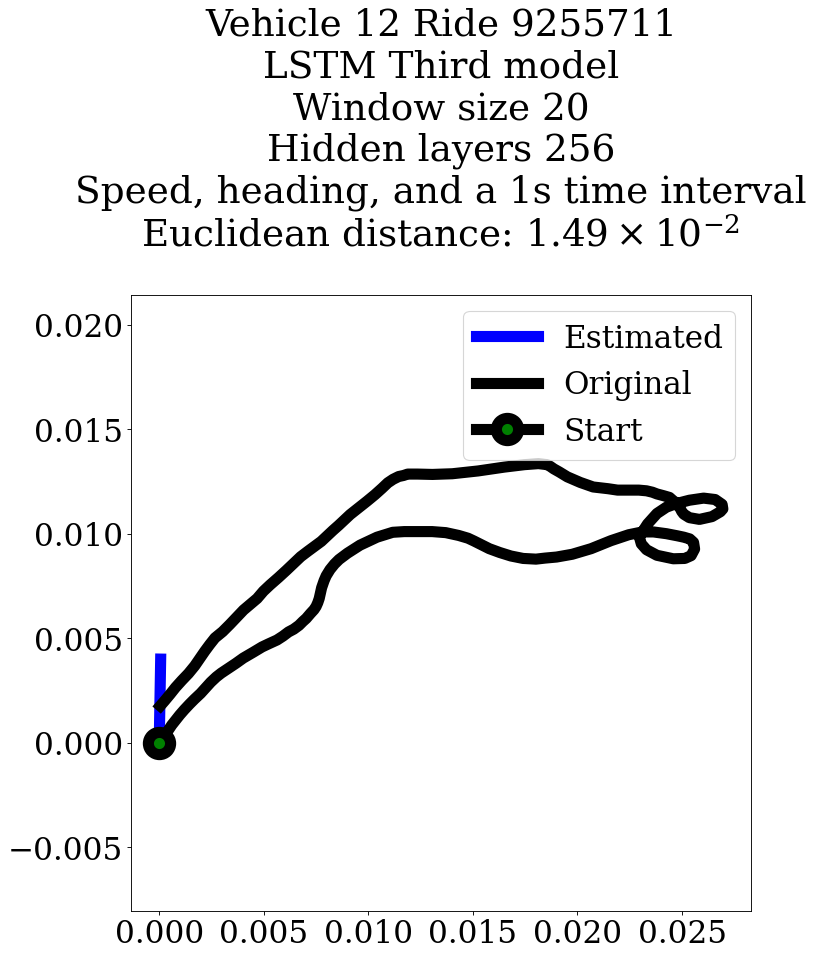 Vehicle 12 Ride 9255711
LSTM Third model
Window size 20
Hidden layers 256
Speed, heading, and a 1s time interval
Euclidean distance: 1.49 × 10⁻²
Estimated
Original
Start
0.020
0.015
0.010
0.005
0.000
−0.005
0.000 0.005 0.010 0.015 0.020 0.025